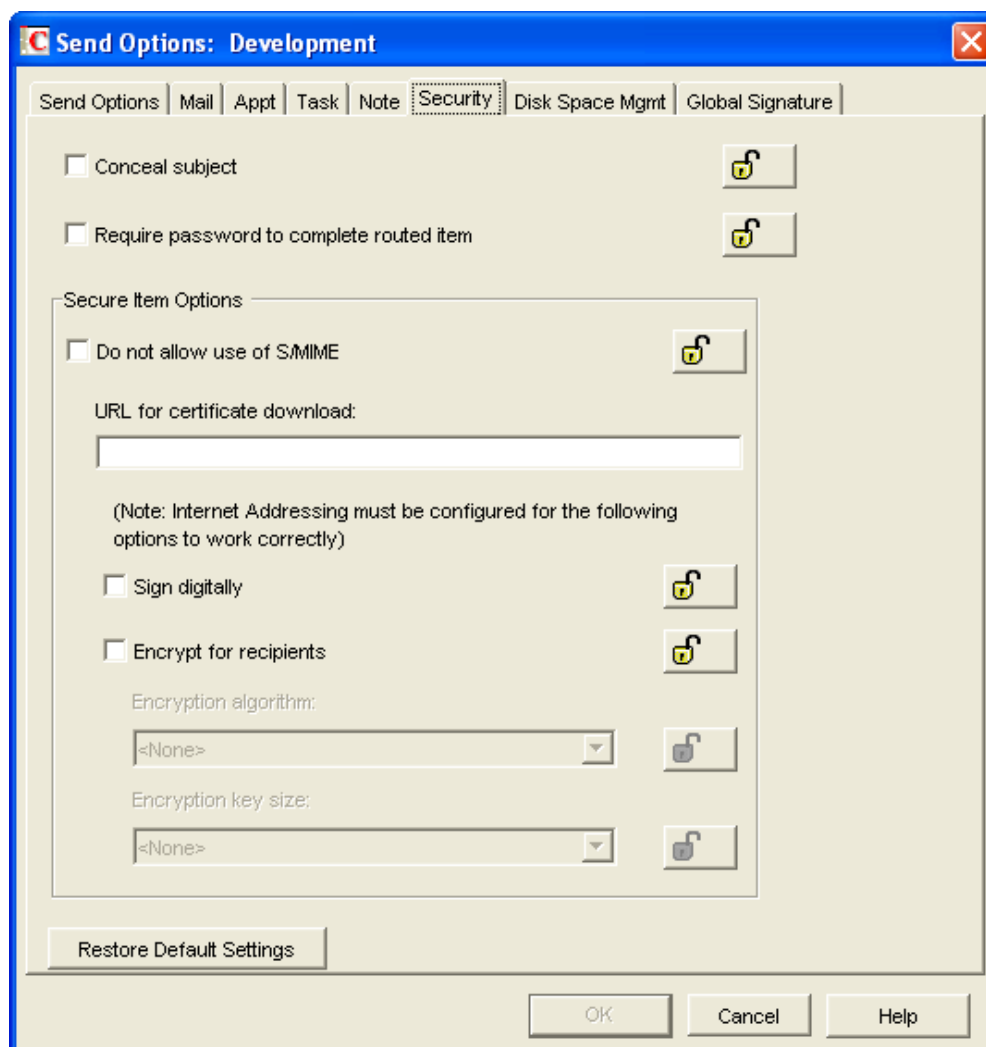 C Send Options: Development
Send Options Mail Appt Task Note Security Disk Space Mgmt Global Signature
Conceal subject
Require password to complete routed item
Secure Item Options
Do not allow use of S/MIME
URL for certificate download:
(Note: Internet Addressing must be configured for the following
options to work correctly)
Sign digitally
Encrypt for recipients
Encryption algorithm:
<None>
Encryption key size:
<None>
Restore Default Settings
OK Cancel Help